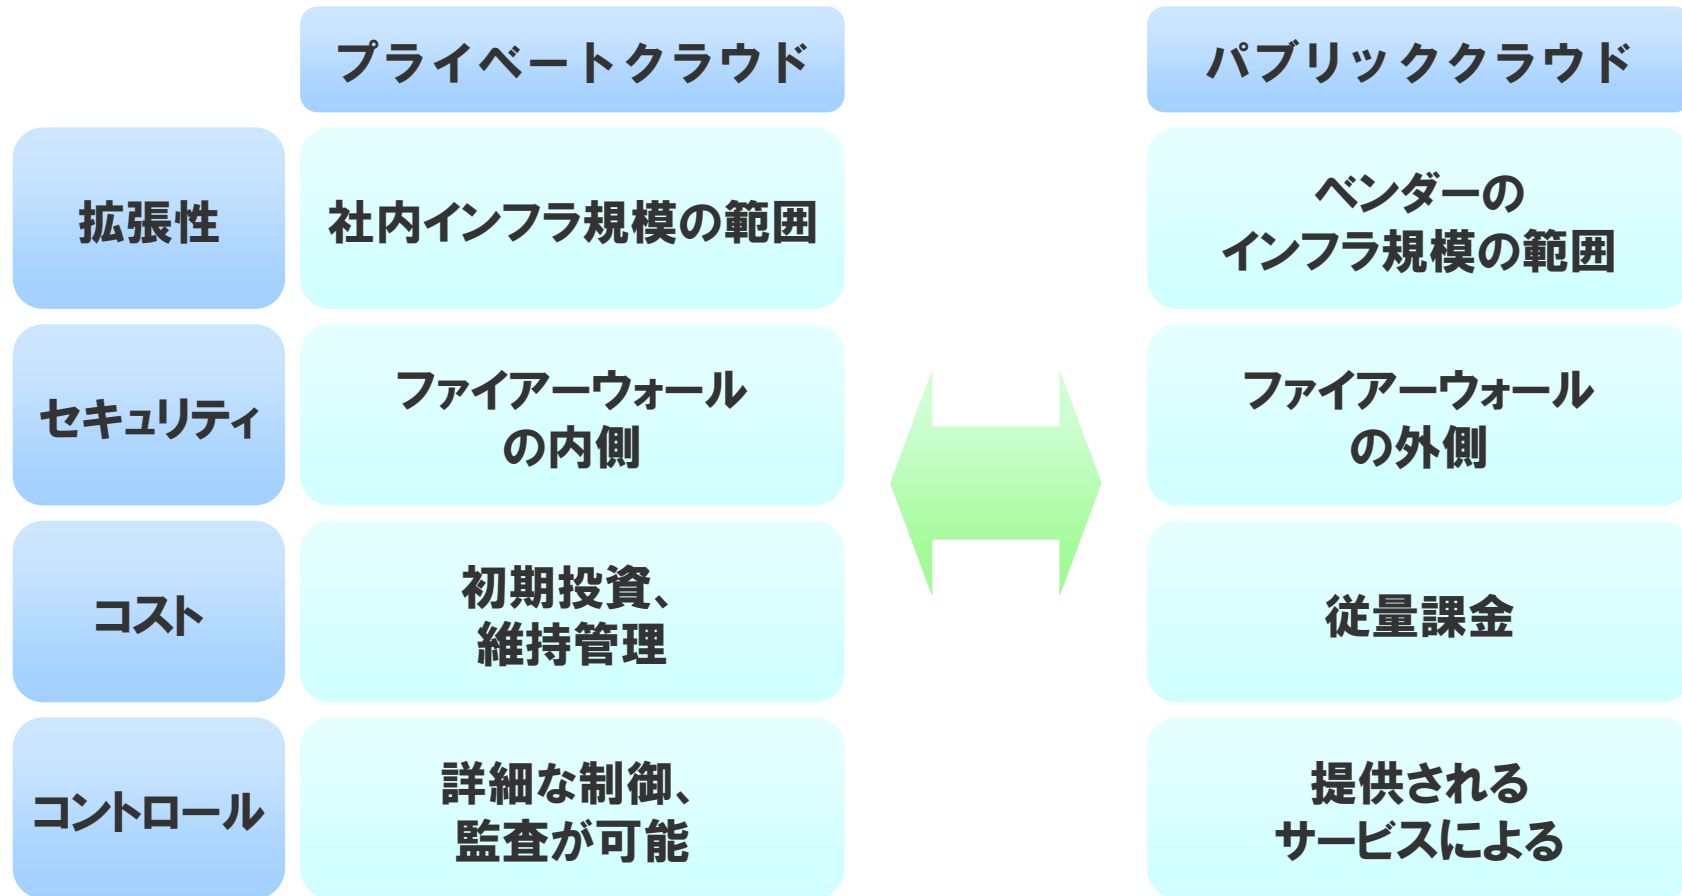 プライベートクラウド
パブリッククラウド
拡張性
社内インフラ規模の範囲
ベンダーの
インフラ規模の範囲
セキュリティ
ファイアーウォール
の内側
ファイアーウォール
の外側
コスト
初期投資、
維持管理
従量課金
コントロール
詳細な制御、
監査が可能
提供される
サービスによる